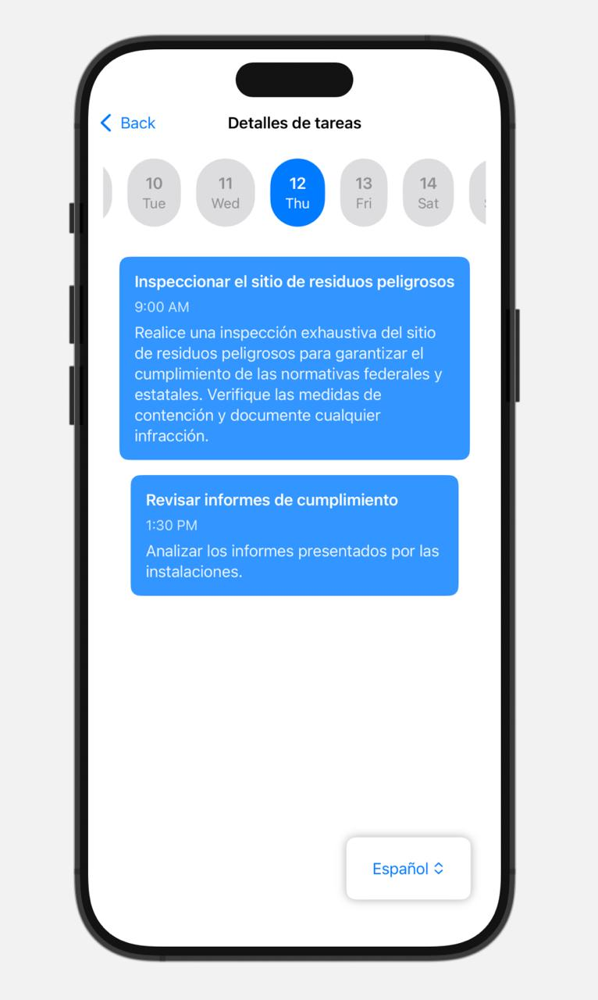 Back
Detalles de tareas
10
Tue
11
Wed
12
Thu
13
Fri
14
Sat
Inspeccionar el sitio de residuos peligrosos
9:00 AM
Realice una inspección exhaustiva del sitio
de residuos peligrosos para garantizar el
cumplimiento de las normativas federales y
estatales. Verifique las medidas de
contención y documente cualquier
infracción.
Revisar informes de cumplimiento
1:30 PM
Analizar los informes presentados por las
instalaciones.
Español